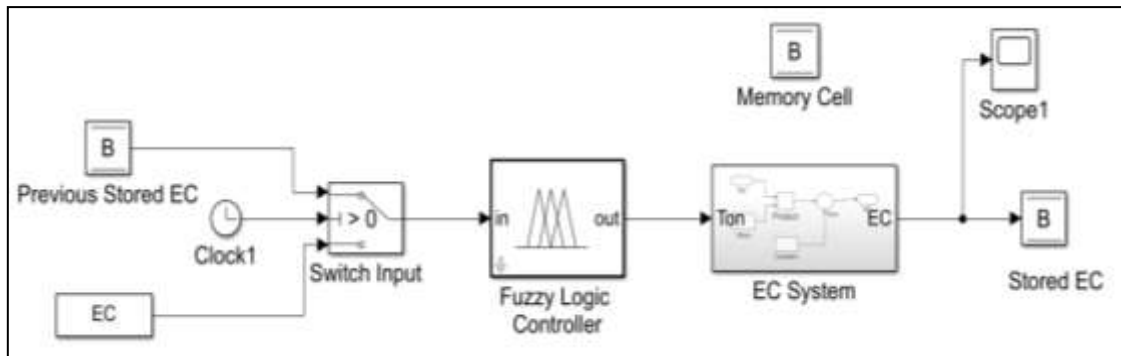 B
Memory Cell
Scope1
B
Previous Stored EC
Clock1
> 0
Switch Input
EC
in
out
Fuzzy Logic
Controller
Ton
EC
EC System
B
Stored EC